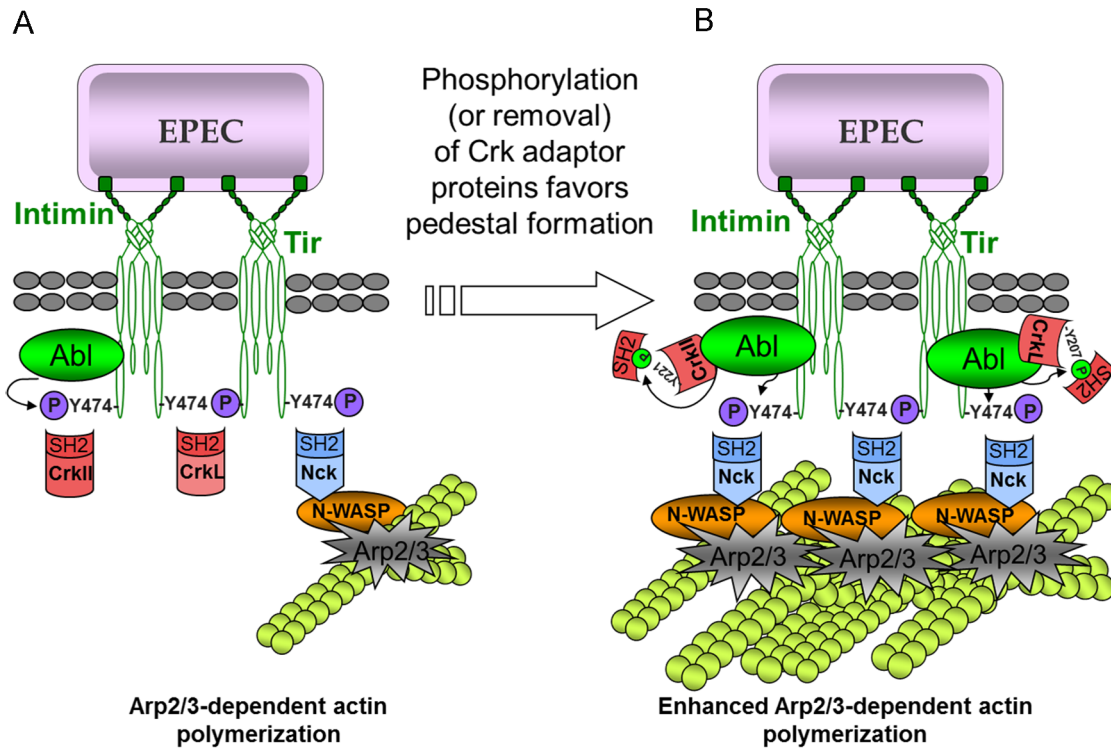 A
B
EPEC
Phosphorylation
(or removal)
of Crk adaptor
proteins favors
pedestal formation
EPEC
Intimin
Tir
Intimin
Tir
Abl
P Y474-
-Y474 P
-Y474 P
SH2
CrkII
SH2
CrkL
SH2
Nck
N-WASP
Arp2/3
Arp2/3-dependent actin
polymerization
SH2
P
Y221
CrkII
Abl
Abl
CrkL
-Y207
P
SH2
P Y474-
-Y474 P
-Y474 P
SH2
Nck
SH2
Nck
SH2
Nck
N-WASP
N-WASP
N-WASP
Arp2/3
Arp2/3
Arp2/3
Enhanced Arp2/3-dependent actin
polymerization